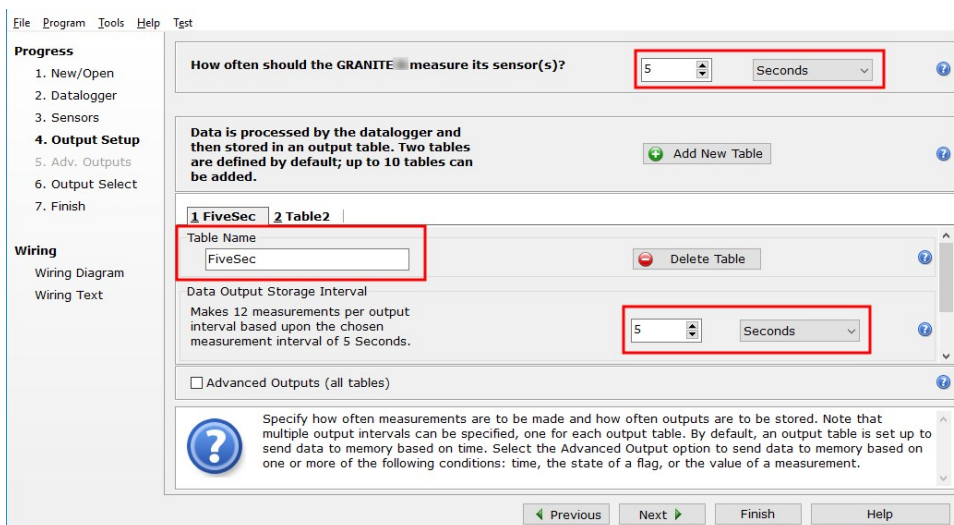 File Program Tools Help Test
Progress
1. New/Open
2. Datalogger
3. Sensors
4. Output Setup
5. Adv. Outputs
6. Output Select
7. Finish
Wiring
Wiring Diagram
Wiring Text
How often should the GRANITE measure its sensor(s)?
5 Seconds
Data is processed by the datalogger and
then stored in an output table. Two tables
are defined by default; up to 10 tables can
be added.
Add New Table
1 FiveSec 2 Table2
Table Name
FiveSec
Delete Table
Data Output Storage Interval
Makes 12 measurements per output
interval based upon the chosen
measurement interval of 5 Seconds.
5 Seconds
Advanced Outputs (all tables)
Specify how often measurements are to be made and how often outputs are to be stored. Note that
multiple output intervals can be specified, one for each output table. By default, an output table is set up to
send data to memory based on time. Select the Advanced Output option to send data to memory based on
one or more of the following conditions: time, the state of a flag, or the value of a measurement.
Previous Next Finish Help